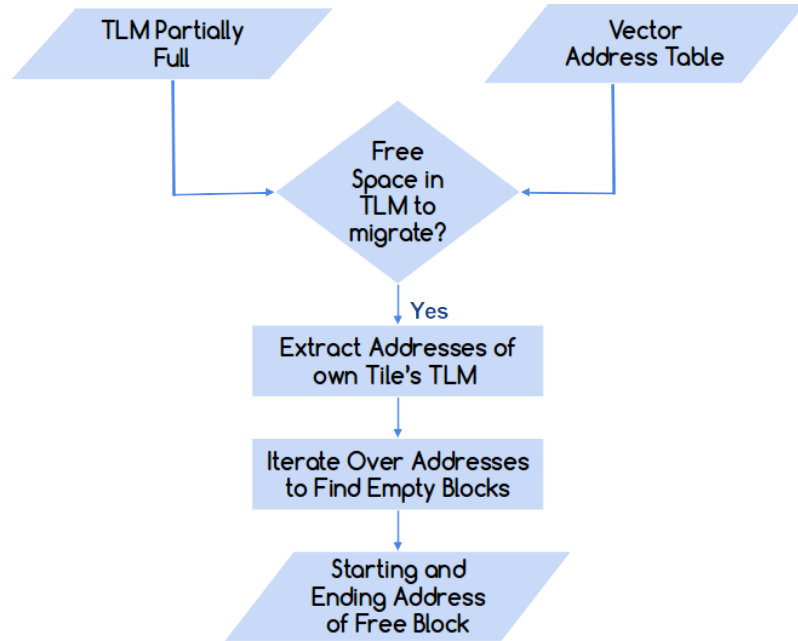 TLM Partially
Full
Vector
Address Table
Free
Space in
TLM to
migrate?
Yes
Extract Addresses of
own Tile's TLM
Iterate Over Addresses
to Find Empty Blocks
Starting and
Ending Address
of Free Block